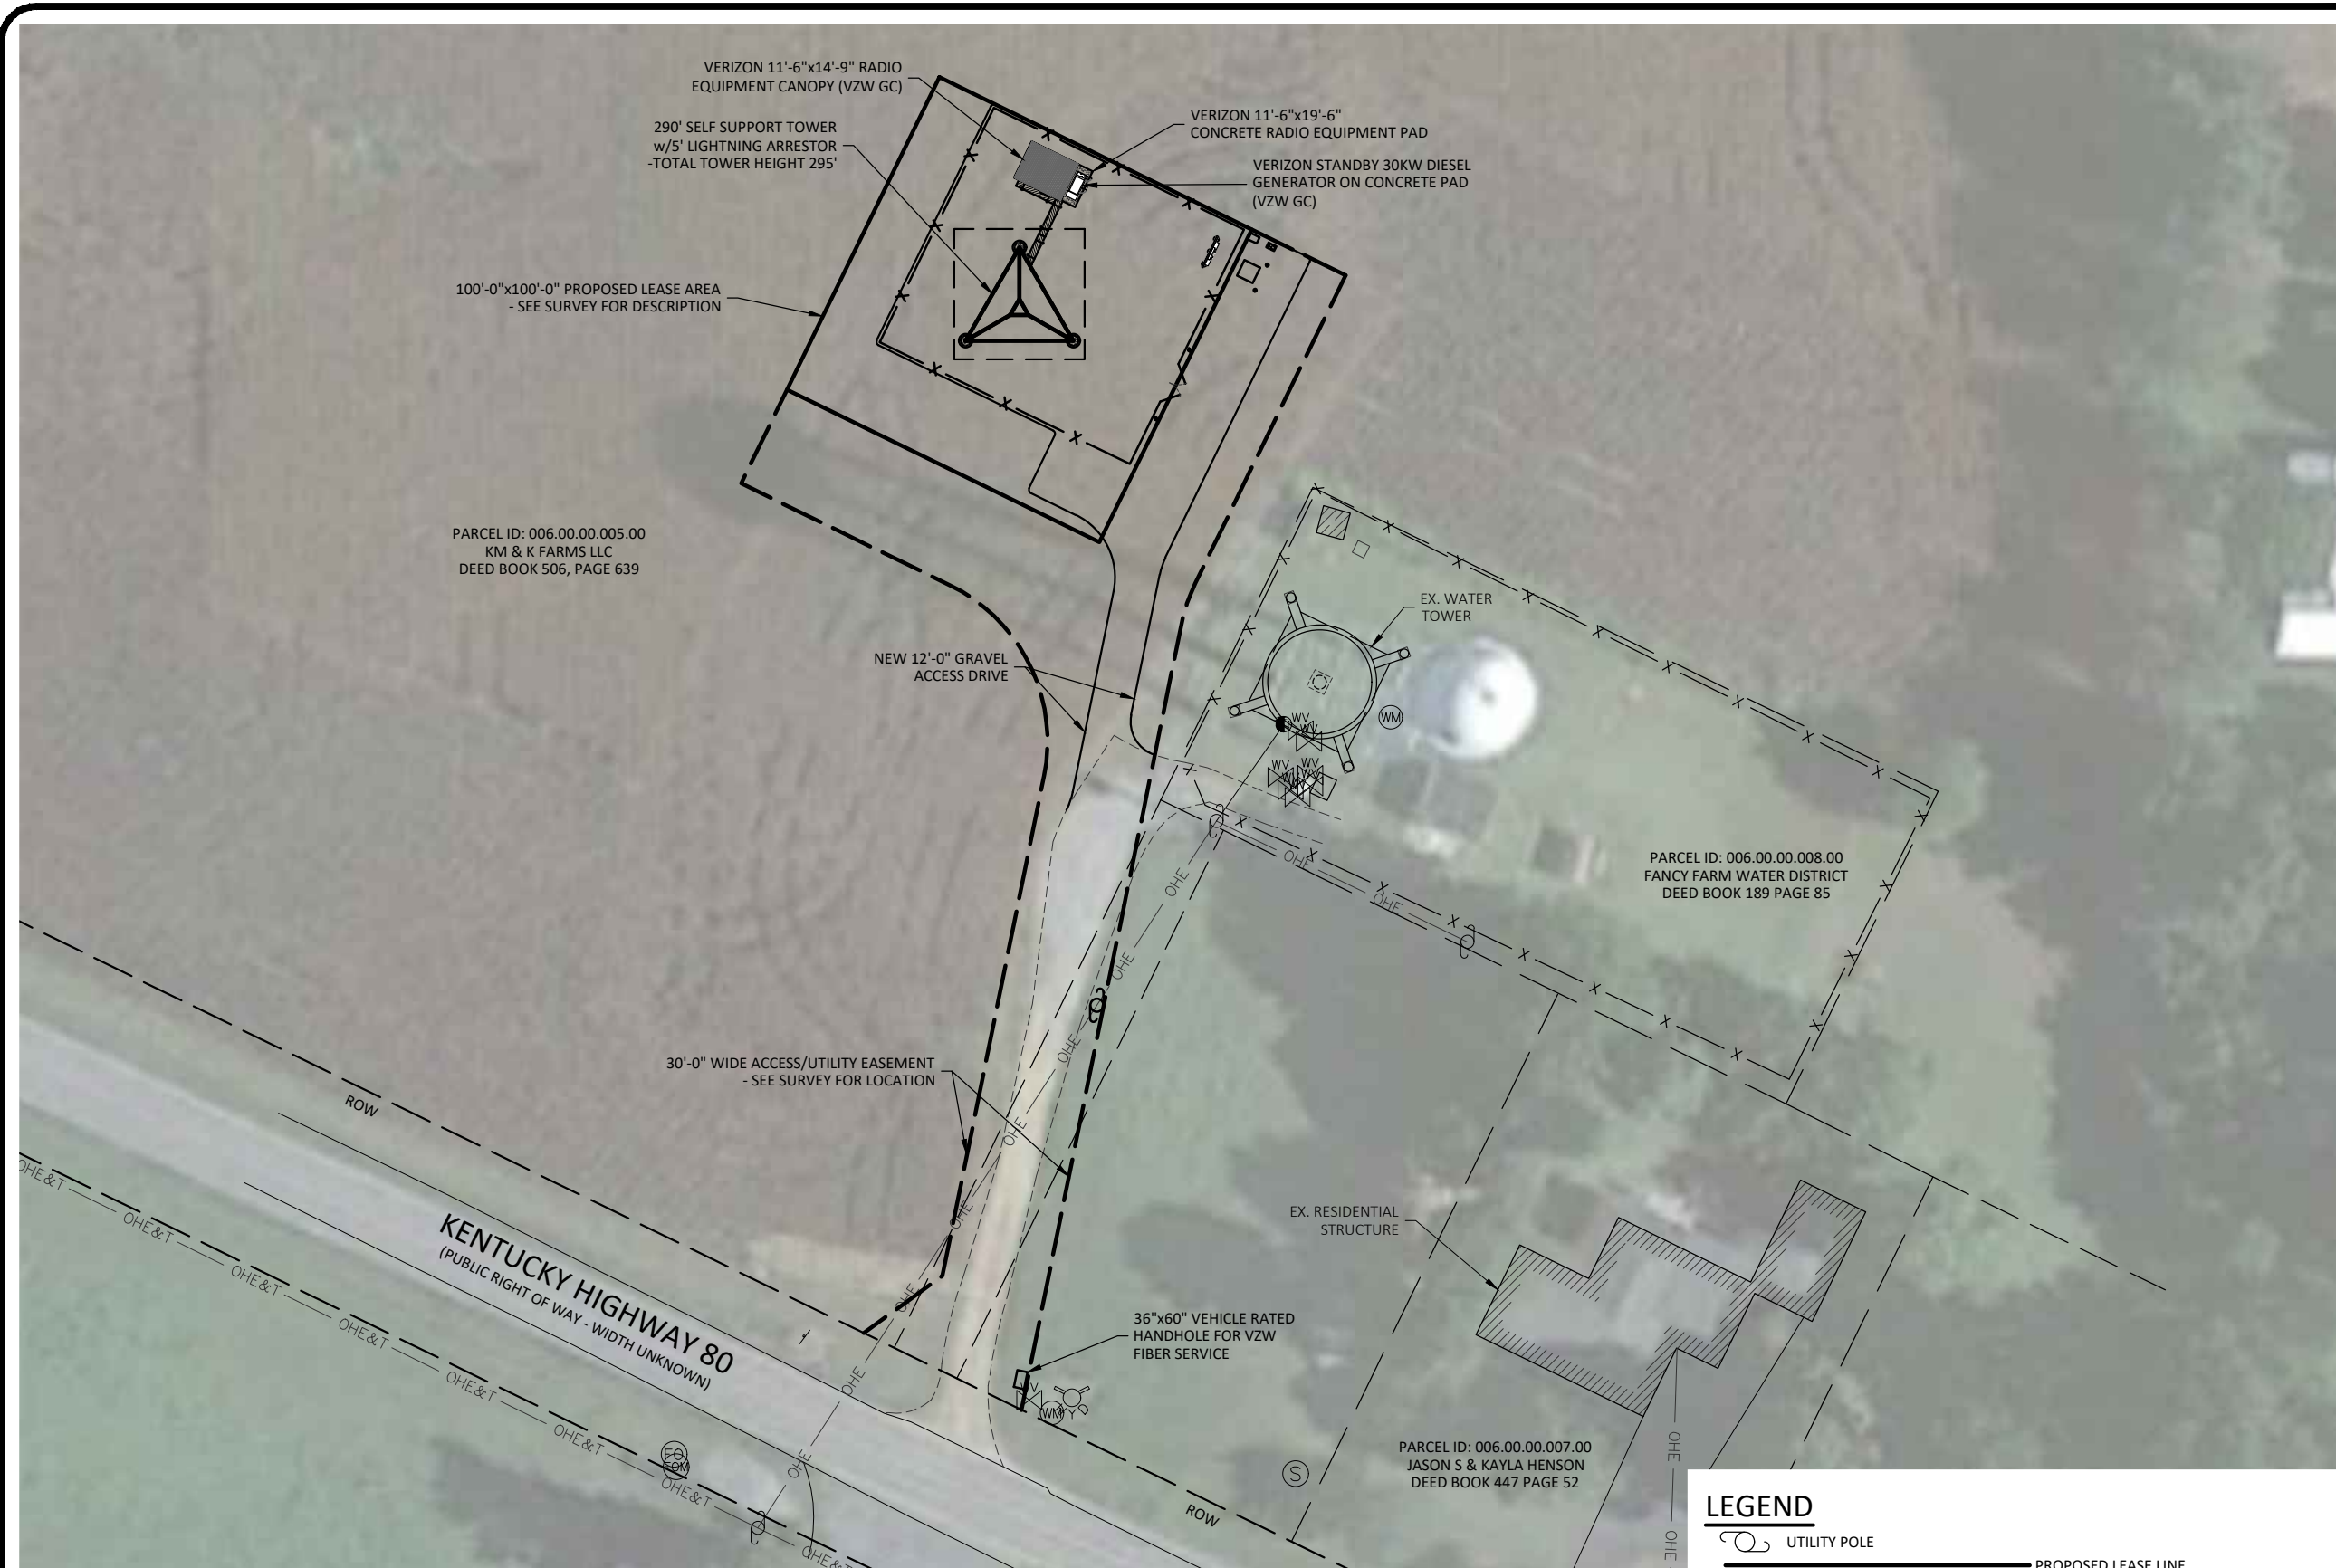 VERIZON 11'-6"x14'-9" RADIO
EQUIPMENT CANOPY (VZW GC)
290' SELF SUPPORT TOWER
w/5' LIGHTNING ARRESTOR
-TOTAL TOWER HEIGHT 295'
VERIZON 11'-6"x19'-6"
CONCRETE RADIO EQUIPMENT PAD
VERIZON STANDBY 30KW DIESEL
GENERATOR ON CONCRETE PAD
(VZW GC)
100'-0"x100'-0" PROPOSED LEASE AREA
- SEE SURVEY FOR DESCRIPTION
PARCEL ID: 006.00.00.005.00
KM & K FARMS LLC
DEED BOOK 506, PAGE 639
EX. WATER
TOWER
NEW 12'-0" GRAVEL
ACCESS DRIVE
WM
WV
WV
WV
WV
OHE
OHE
OHE
OHE
OHE
OHE
OHE
OHE
OHE
OHE
PARCEL ID: 006.00.00.008.00
FANCY FARM WATER DISTRICT
DEED BOOK 189 PAGE 85
30'-0" WIDE ACCESS/UTILITY EASEMENT
- SEE SURVEY FOR LOCATION
ROW
OHE&T
OHE&T
OHE&T
OHE&T
OHE&T
OHE&T
OHE&T
OHE&T
KENTUCKY HIGHWAY 80
(PUBLIC RIGHT OF WAY - WIDTH UNKNOWN)
EX. RESIDENTIAL
STRUCTURE
36"x60" VEHICLE RATED
HANDHOLE FOR VZW
FIBER SERVICE
WM
FO
FOM
S
ROW
PARCEL ID: 006.00.00.007.00
JASON S & KAYLA HENSON
DEED BOOK 447 PAGE 52
OHE
OHE
LEGEND
UTILITY POLE
PROPOSED LEASE LINE